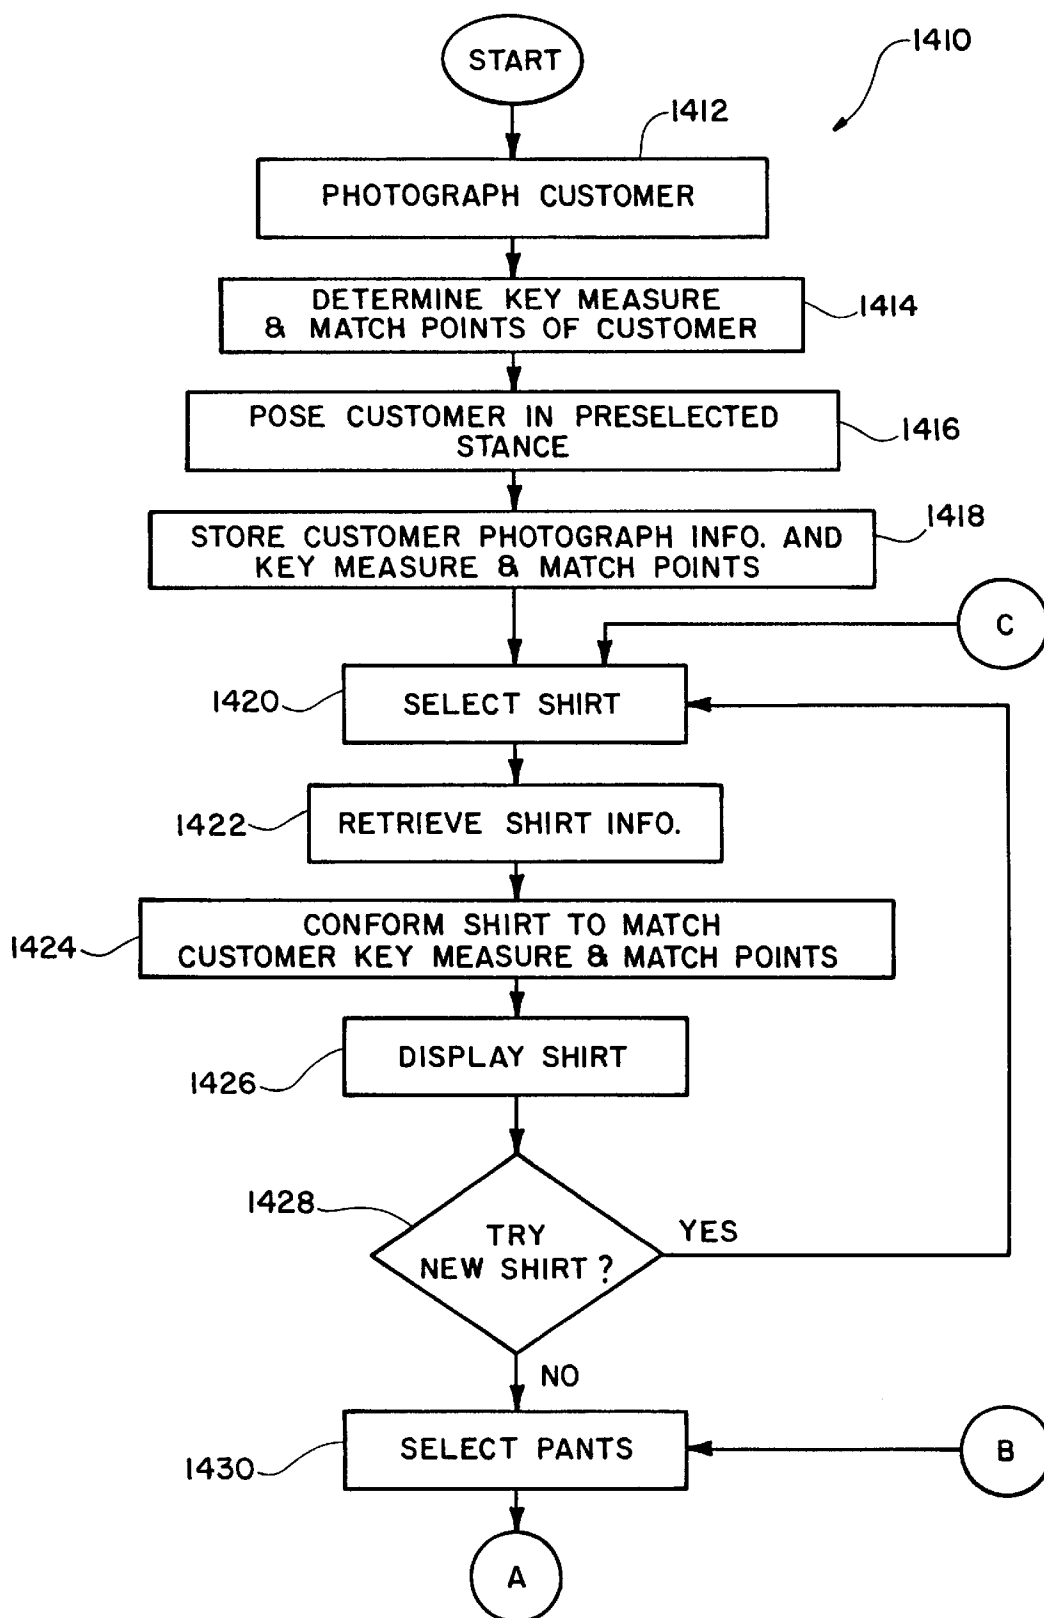 START
1410
1412
PHOTOGRAPH CUSTOMER
DETERMINE KEY MEASURE
& MATCH POINTS OF CUSTOMER
1414
POSE CUSTOMER IN PRESELECTED
STANCE
1416
STORE CUSTOMER PHOTOGRAPH INFO. AND
KEY MEASURE & MATCH POINTS
1418
C
1420
SELECT SHIRT
1422
RETRIEVE SHIRT INFO.
1424
CONFORM SHIRT TO MATCH
CUSTOMER KEY MEASURE & MATCH POINTS
1426
DISPLAY SHIRT
1428
TRY
NEW SHIRT?
YES
NO
1430
SELECT PANTS
B
A